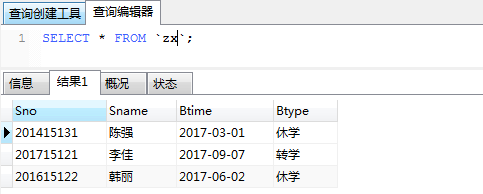 查询创建工具 查询编辑器
1 SELECT * FROM `zx`;
信息 结果1 概况 状态
Sno Sname Btime Btype
201415131 陈强 2017-03-01 休学
201715121 李佳 2017-09-07 转学
201615122 韩丽 2017-06-02 休学